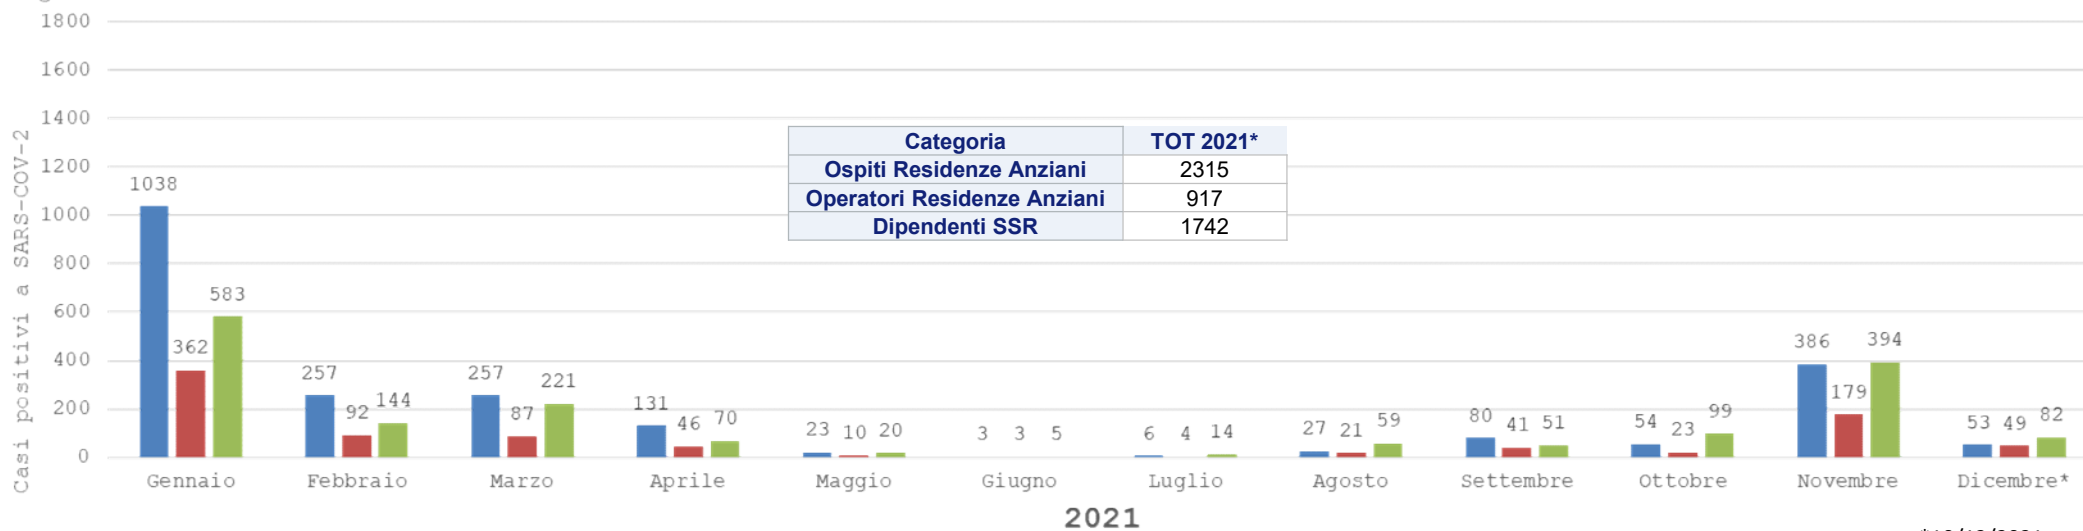 1800
1600
1400
1200
1000
800
600
400
200
0
Casi positivi a SARS-COV-2
Categoria TOT 2021*
Ospiti Residenze Anziani 2315
Operatori Residenze Anziani 917
Dipendenti SSR 1742
1038 362 583
257 92 144
257 87 221
131 46 70
23 10 20
3 3 5
6 4 14
27 21 59
80 41 51
54 23 99
386 179 394
53 49 82
Gennaio Febbraio Marzo Aprile Maggio Giugno Luglio Agosto Settembre Ottobre Novembre Dicembre*
2021